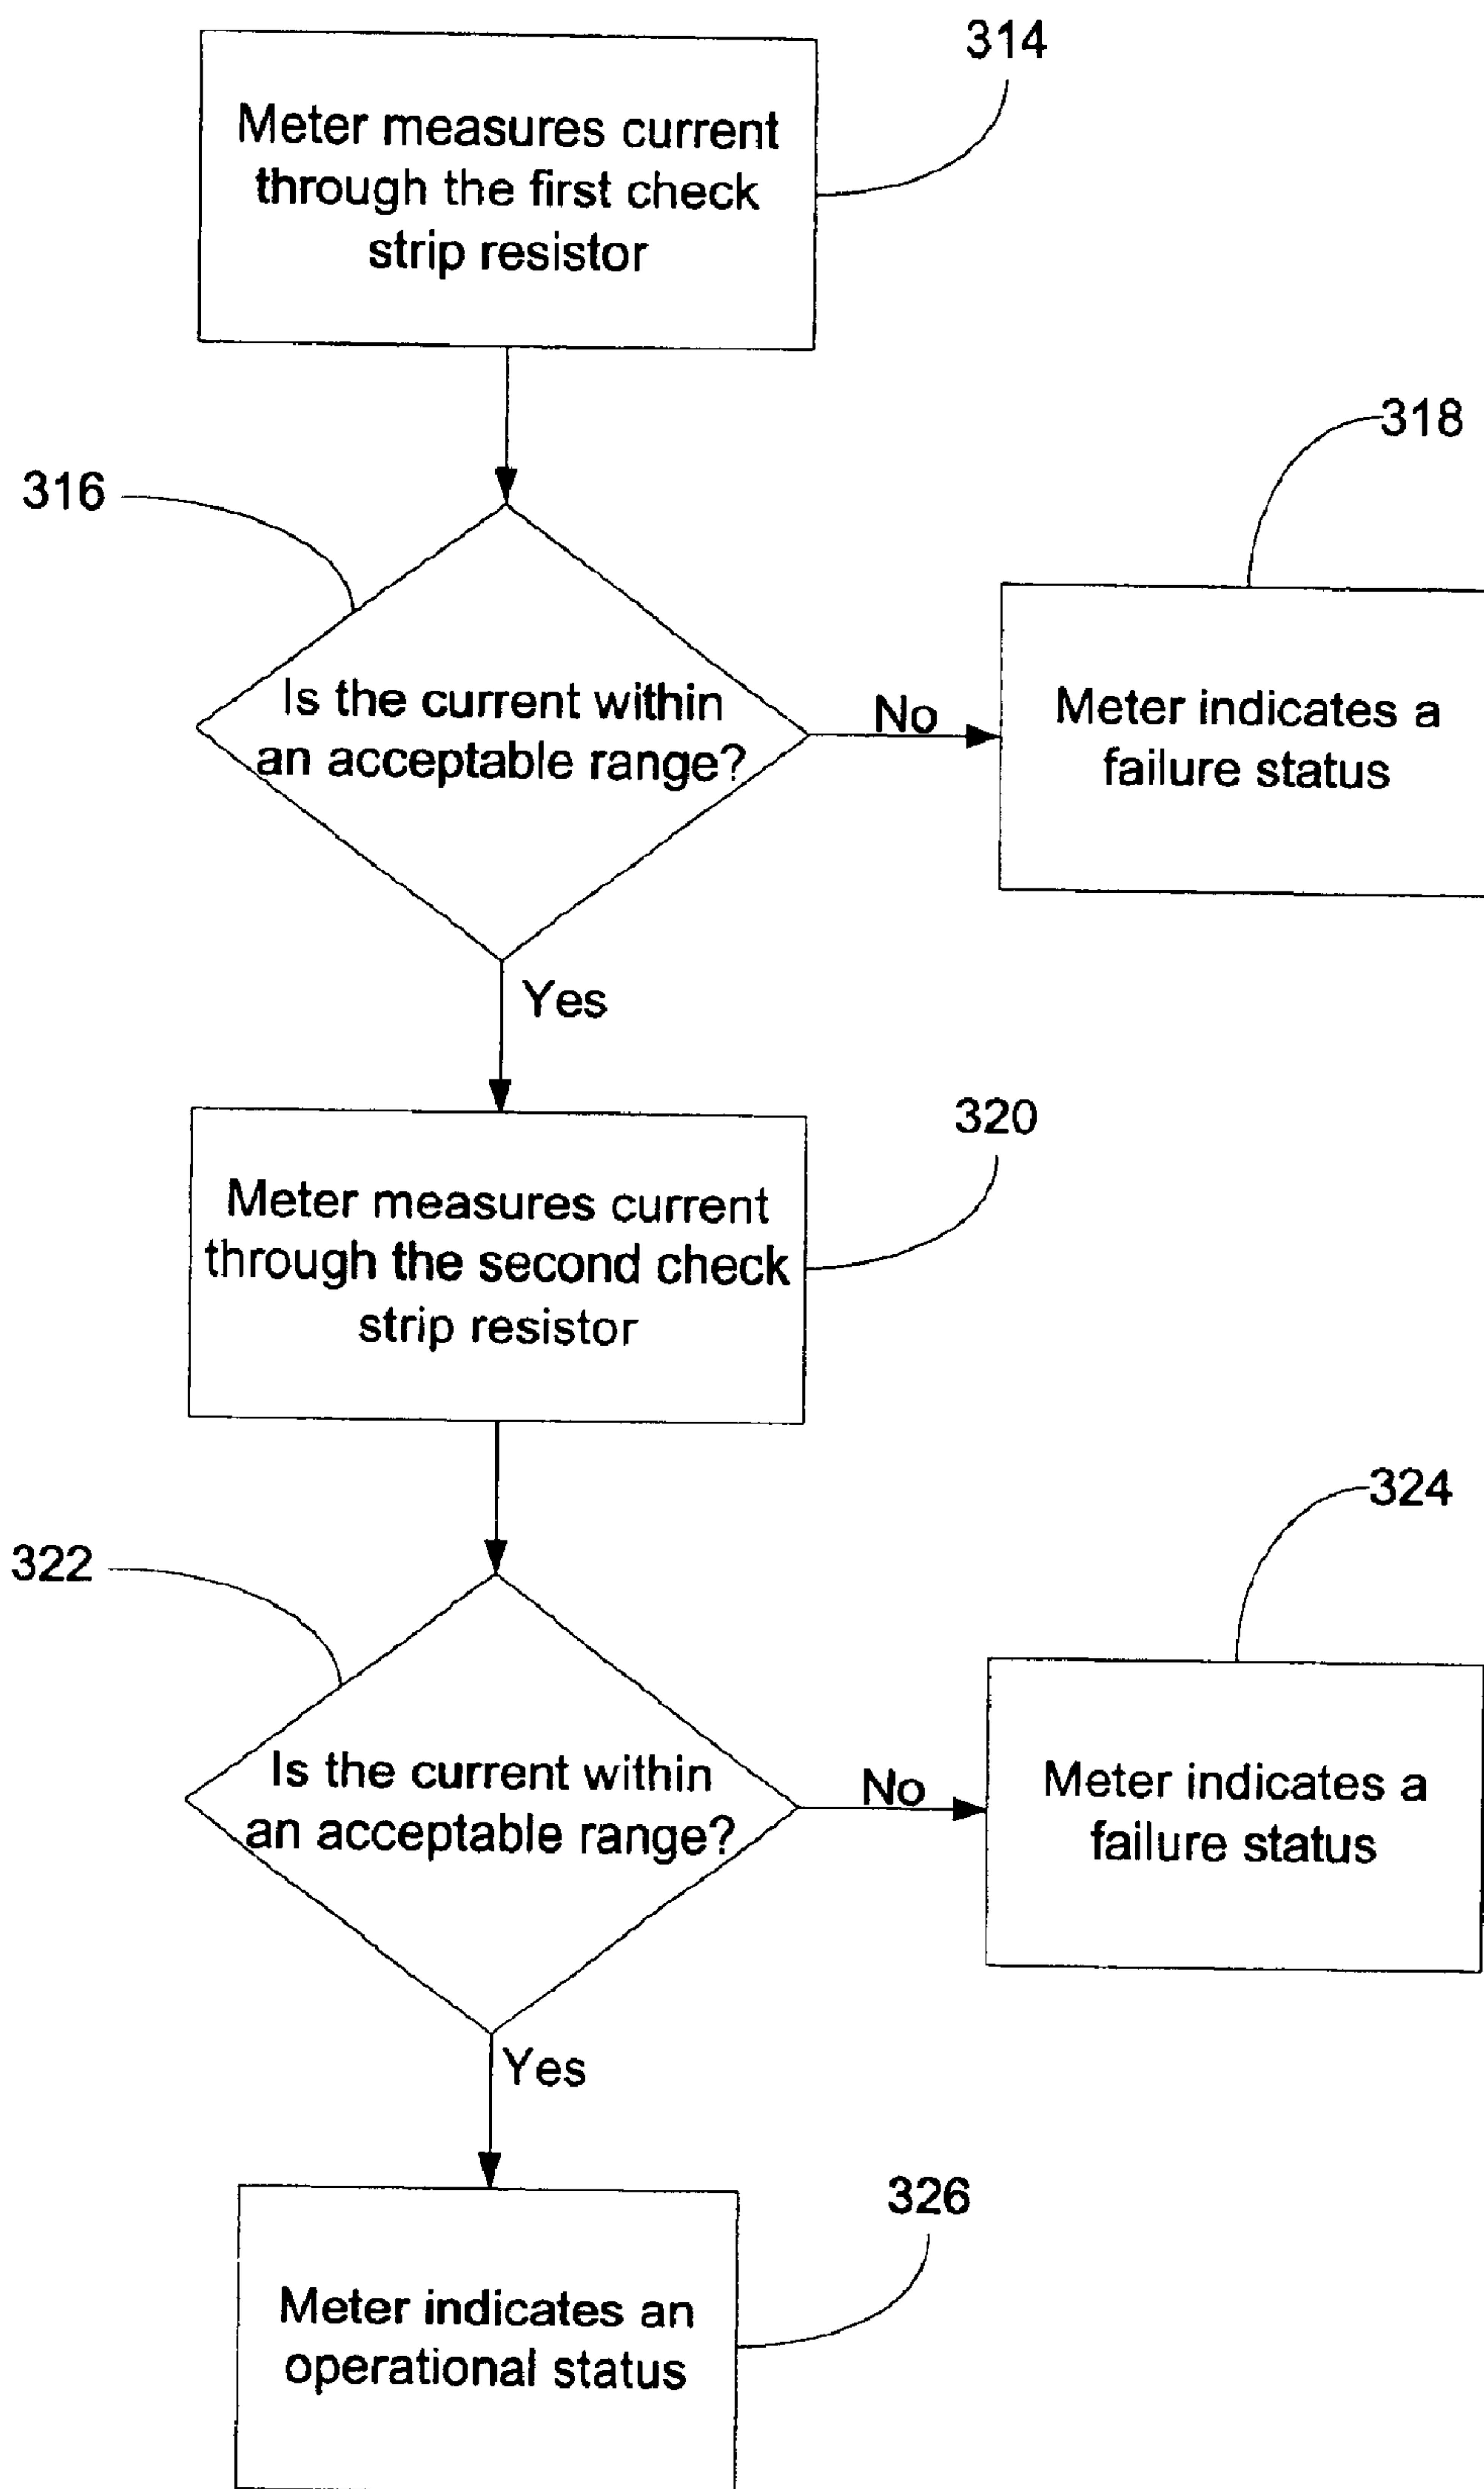 314
Meter measures current
through the first check
strip resistor
316
318
Is the current within
an acceptable range?
No
Meter indicates a
failure status
Yes
320
Meter measures current
through the second check
strip resistor
322
324
Is the current within
an acceptable range?
No
Meter indicates a
failure status
Yes
326
Meter indicates an
operational status